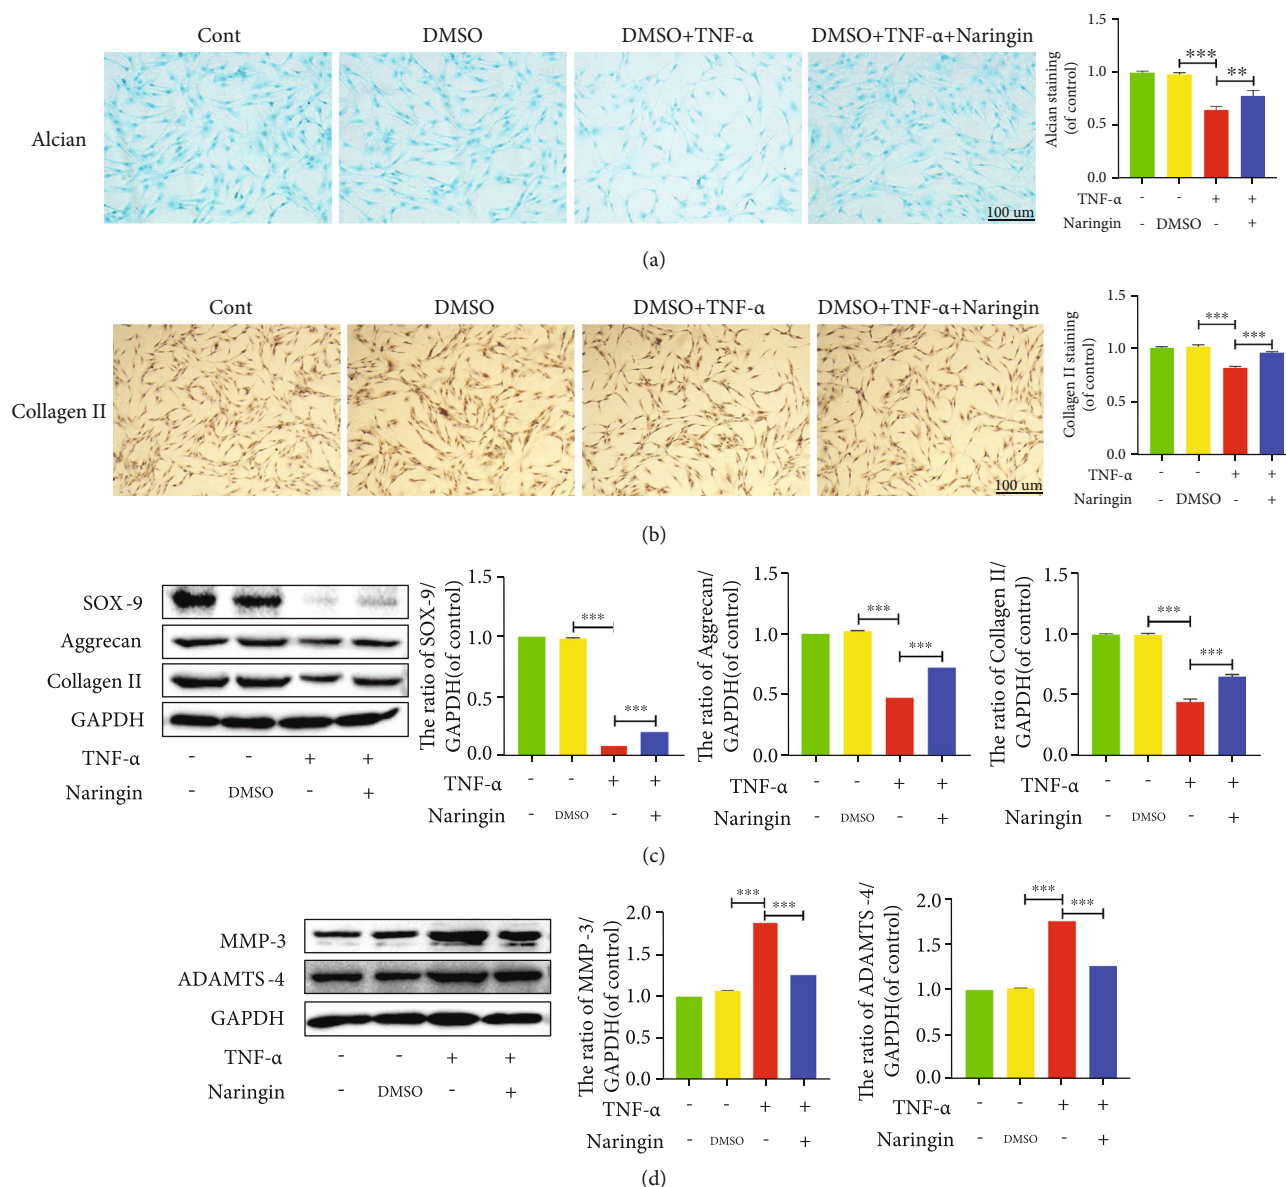 Cont DMSO DMSO+TNF-α DMSO+TNF-α+Naringin
Alcian
100 um
Alcian staining
(of control)
1.5
1.0
0.5
0.0
*** **
TNF-α - - + +
Naringin - DMSO - +
(a)
Cont DMSO DMSO+TNF-α DMSO+TNF-α+Naringin
Collagen II
100 um
Collagen II staining
(of control)
1.5
1.0
0.5
0.0
*** ***
TNF-α - - + +
Naringin - DMSO - +
(b)
SOX-9
Aggrecan
Collagen II
GAPDH
TNF-α - - + +
Naringin - DMSO - +
The ratio of SOX-9/
GAPDH(of control)
1.5
1.0
0.5
0.0
*** ***
TNF-α - - + +
Naringin - DMSO - +
The ratio of Aggrecan/
GAPDH(of control)
1.5
1.0
0.5
0.0
*** ***
TNF-α - - + +
Naringin - DMSO - +
The ratio of Collagen II/
GAPDH(of control)
1.5
1.0
0.5
0.0
*** ***
TNF-α - - + +
Naringin - DMSO - +
(c)
MMP-3
ADAMTS-4
GAPDH
TNF-α - - + +
Naringin - DMSO - +
The ratio of MMP-3/
GAPDH(of control)
2.0
1.5
1.0
0.5
0.0
*** ***
TNF-α - - + +
Naringin - DMSO - +
The ratio of ADAMTS-4/
GAPDH(of control)
2.0
1.5
1.0
0.5
0.0
*** ***
TNF-α - - + +
Naringin - DMSO - +
(d)